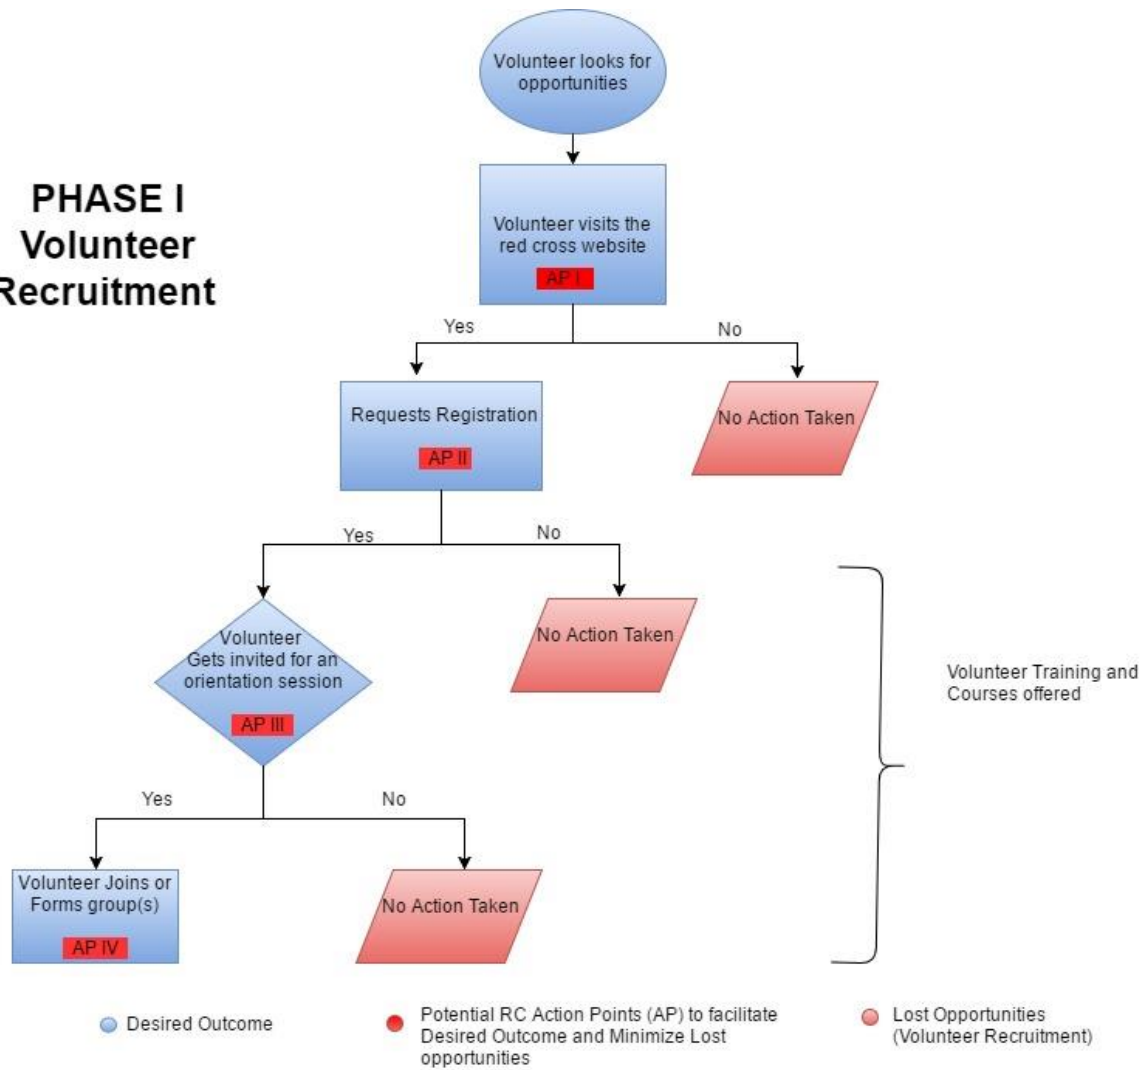 Volunteer looks for
opportunities
PHASE I
Volunteer
Recruitment
Volunteer visits the
red cross website
AP I
Yes
No
Requests Registration
AP II
No Action Taken
Yes
No
Volunteer
Gets invited for an
orientation session
AP III
No Action Taken
Volunteer Training and
Courses offered
Yes
No
Volunteer Joins or
Forms group(s)
AP IV
No Action Taken
Desired Outcome
Potential RC Action Points (AP) to facilitate
Desired Outcome and Minimize Lost
opportunities
Lost Opportunities
(Volunteer Recruitment)